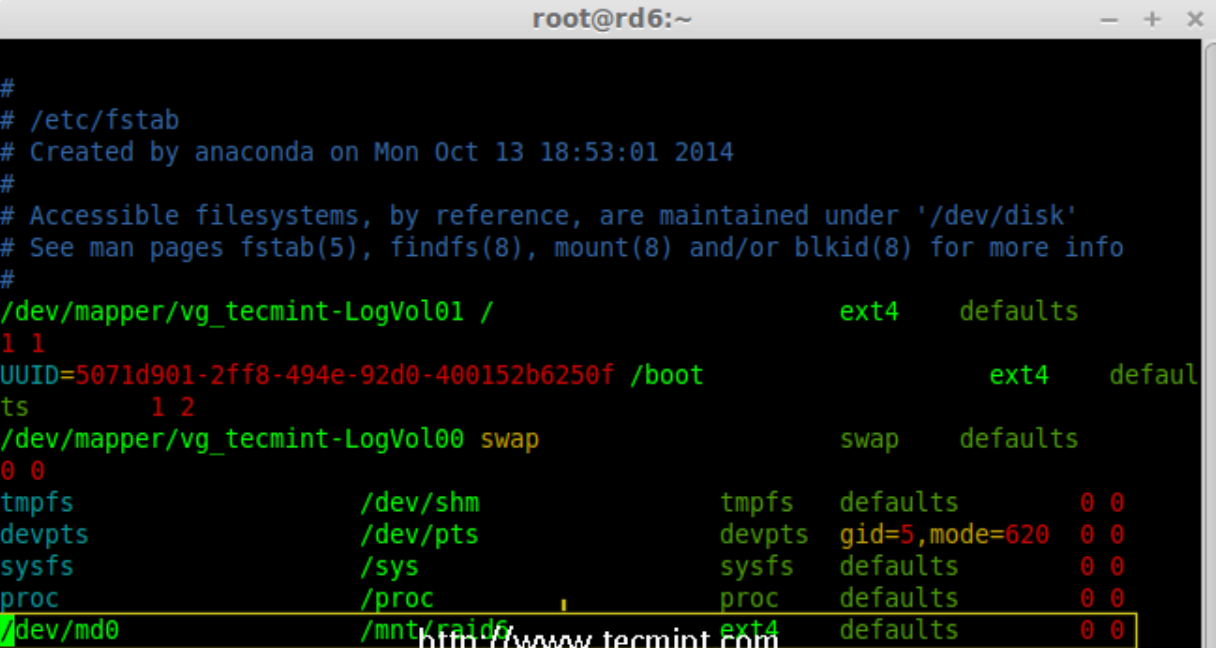 root@rd6:~
#
# /etc/fstab
# Created by anaconda on Mon Oct 13 18:53:01 2014
#
# Accessible filesystems, by reference, are maintained under '/dev/disk'
# See man pages fstab(5), findfs(8), mount(8) and/or blkid(8) for more info
#
/dev/mapper/vg_tecmint-LogVol01 / ext4 defaults
1 1
UUID=5071d901-2ff8-494e-92d0-400152b6250f /boot ext4 defaul
ts 1 2
/dev/mapper/vg_tecmint-LogVol00 swap swap defaults
0 0
tmpfs /dev/shm tmpfs defaults 0 0
devpts /dev/pts devpts gid=5,mode=620 0 0
sysfs /sys sysfs defaults 0 0
proc /proc proc defaults 0 0
/dev/md0 /mnt/raid6 ext4 defaults 0 0
http://www.tecmint.com